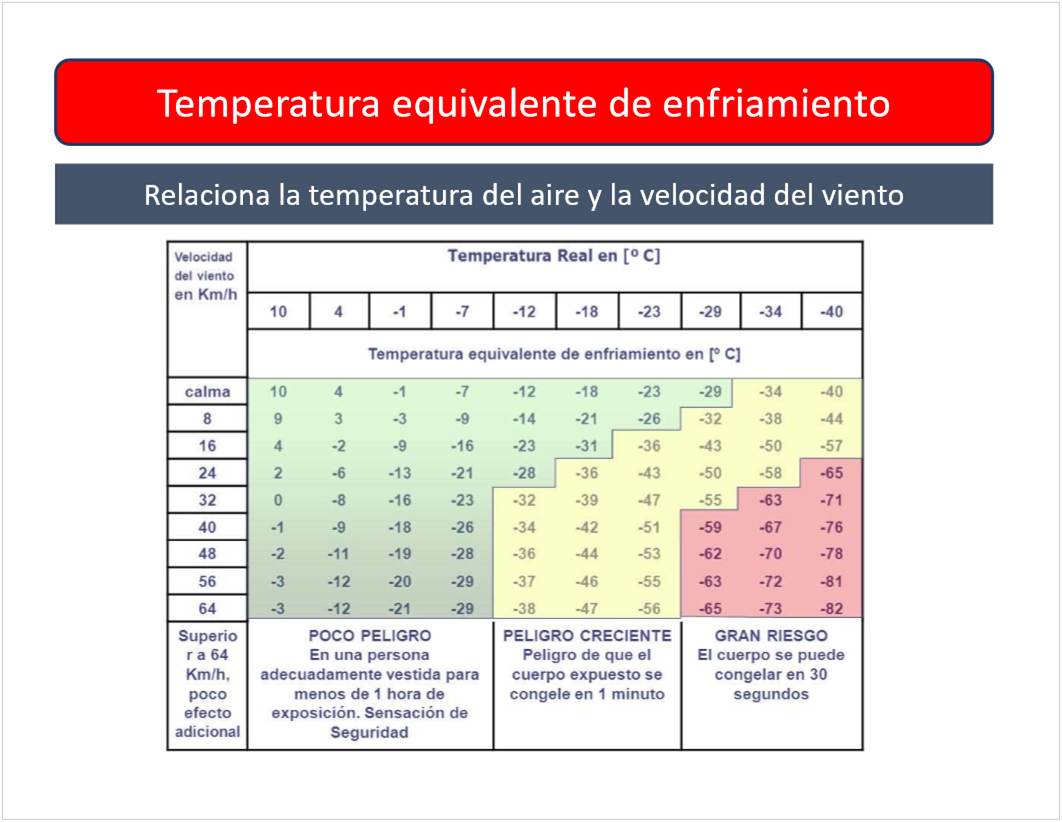 Temperatura equivalente de enfriamiento
Relaciona la temperatura del aire y la velocidad del viento
Velocidad
del viento
en Km/h
Temperatura Real en [º C]
10 4 -1 -7 -12 -18 -23 -29 -34 -40
Temperatura equivalente de enfriamiento en [º C]
calma 10 4 -1 -7 -12 -18 -23 -29 -34 -40
8 9 3 -3 -9 -14 -21 -26 -32 -38 -44
16 4 -2 -9 -16 -23 -31 -36 -43 -50 -57
24 2 -6 -13 -21 -28 -36 -43 -50 -58 -65
32 0 -8 -16 -23 -32 -39 -47 -55 -63 -71
40 -1 -9 -18 -26 -34 -42 -51 -59 -67 -76
48 -2 -11 -19 -28 -36 -44 -53 -62 -70 -78
56 -3 -12 -20 -29 -37 -46 -55 -63 -72 -81
64 -3 -12 -21 -29 -38 -47 -56 -65 -73 -82
Superio
r a 64
Km/h,
poco
efecto
adicional
POCO PELIGRO
En una persona
adecuadamente vestida para
menos de 1 hora de
exposición. Sensación de
Seguridad
PELIGRO CRECIENTE
Peligro de que el
cuerpo expuesto se
congele en 1 minuto
GRAN RIESGO
El cuerpo se puede
congelar en 30
segundos